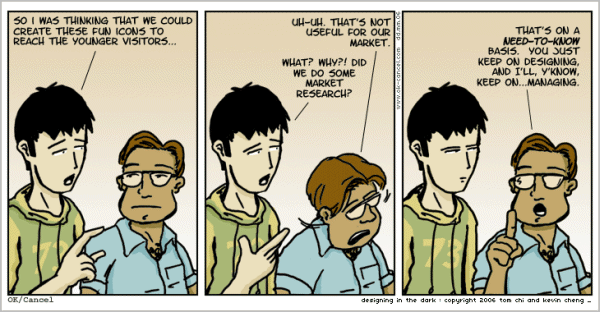 SO I WAS THINKING THAT WE COULD
CREATE THESE FUN ICONS TO
REACH THE YOUNGER VISITORS...
UH-UH. THAT'S NOT
USEFUL FOR OUR
MARKET.
WHAT? WHY?! DID
WE DO SOME
MARKET
RESEARCH?
www.ok-cancel.com
THAT'S ON A
NEED-TO-KNOW
BASIS. YOU JUST
KEEP ON DESIGNING,
AND I'LL, Y'KNOW,
KEEP ON...MANAGING.
73
OK/Cancel
designing in the dark : copyright 2006 tom chi and kevin cheng _